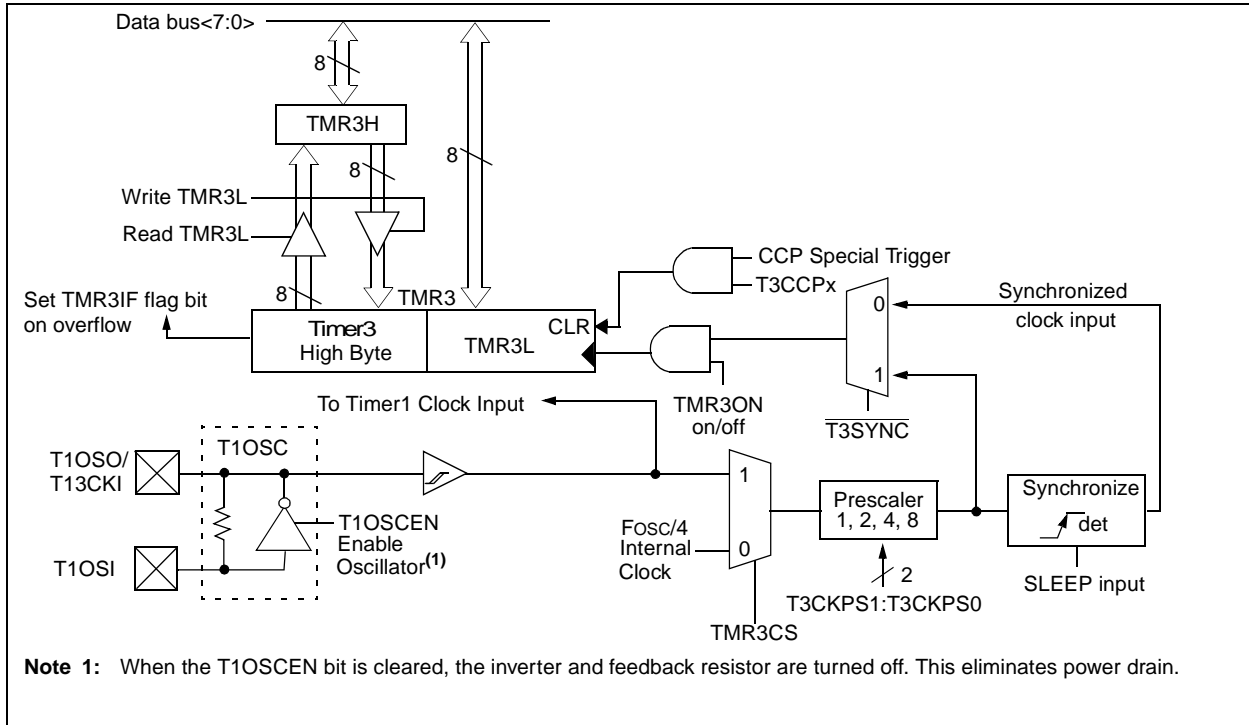 Data bus<7:0>
8
TMR3H
8
8
Write TMR3L
Read TMR3L
8
TMR3
CCP Special Trigger
T3CCPx
Set TMR3IF flag bit
on overflow
Timer3
High Byte
TMR3L
CLR
0
1
Synchronized
clock input
TMR3ON
on/off
T3SYNC
To Timer1 Clock Input
T1OSC
T1OSO/
T13CKI
T1OSI
T1OSCEN
Enable
Oscillator(1)
1
0
FOSC/4
Internal
Clock
Prescaler
1, 2, 4, 8
Synchronize
det
2
T3CKPS1:T3CKPS0
SLEEP input
TMR3CS
Note 1: When the T1OSCEN bit is cleared, the inverter and feedback resistor are turned off. This eliminates power drain.